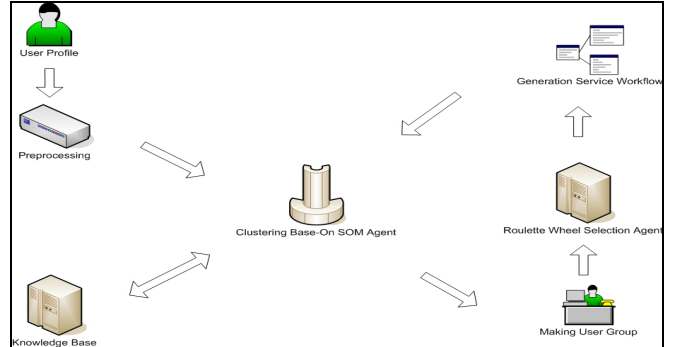 User Profile
Generation Service Workflow
Preprocessing
Clustering Base-On SOM Agent
Roulette Wheel Selection Agent
Making User Group
Knowledge Base